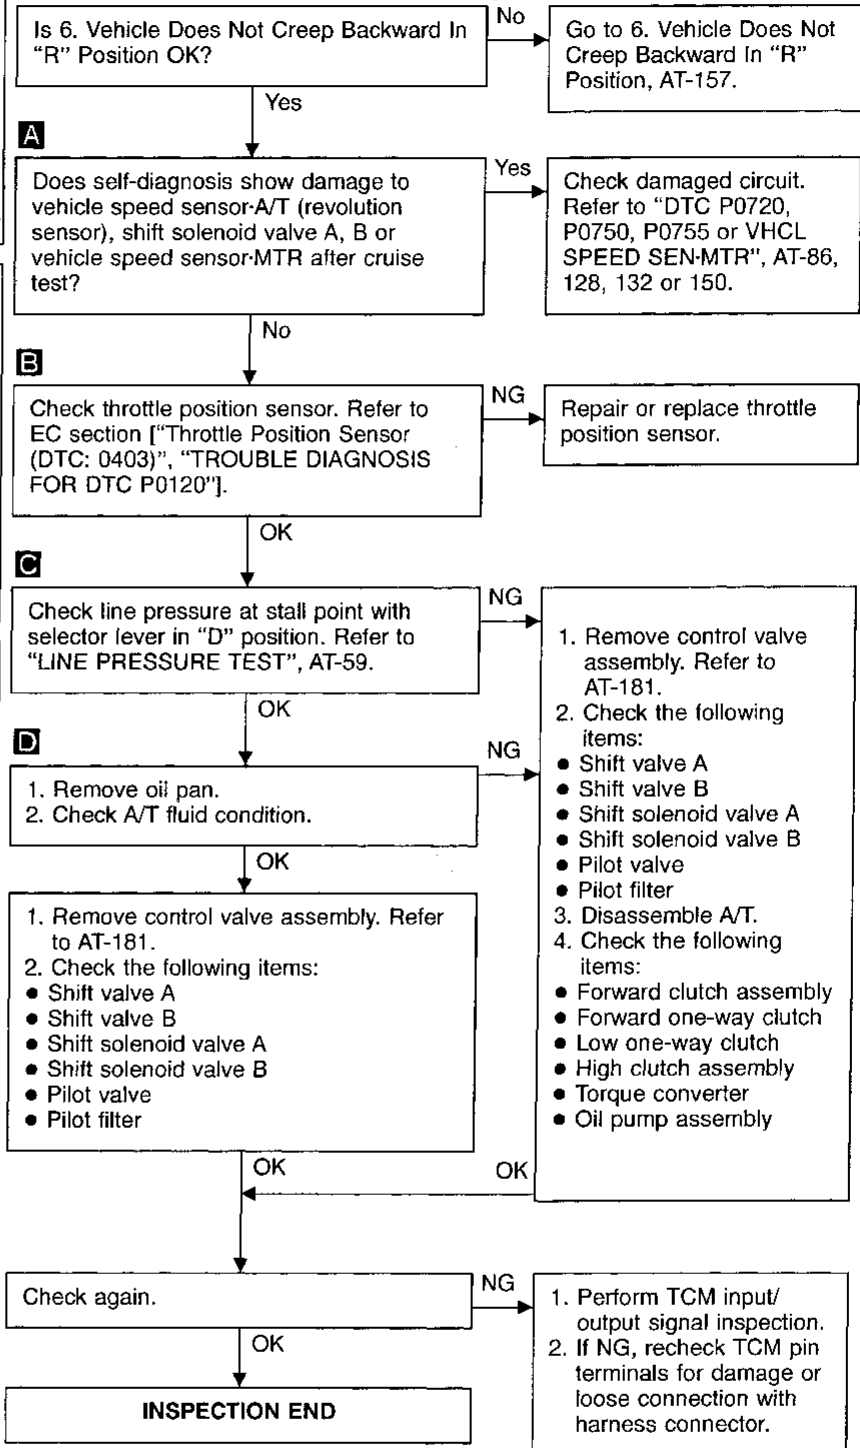 Is 6. Vehicle Does Not Creep Backward In
"R" Position OK?
No
Go to 6. Vehicle Does Not
Creep Backward In "R"
Position, AT-157.
Yes
A
Does self-diagnosis show damage to
vehicle speed sensor·A/T (revolution
sensor), shift solenoid valve A, B or
vehicle speed sensor·MTR after cruise
test?
Yes
Check damaged circuit.
Refer to "DTC P0720,
P0750, P0755 or VHCL
SPEED SEN·MTR", AT-86,
128, 132 or 150.
No
B
Check throttle position sensor. Refer to
EC section ["Throttle Position Sensor
(DTC: 0403)", "TROUBLE DIAGNOSIS
FOR DTC P0120"].
NG
Repair or replace throttle
position sensor.
OK
C
Check line pressure at stall point with
selector lever in "D" position. Refer to
"LINE PRESSURE TEST", AT-59.
NG
OK
D
1. Remove oil pan.
2. Check A/T fluid condition.
NG
1. Remove control valve
assembly. Refer to
AT-181.
2. Check the following
items:
● Shift valve A
● Shift valve B
● Shift solenoid valve A
● Shift solenoid valve B
● Pilot valve
● Pilot filter
3. Disassemble A/T.
4. Check the following
items:
● Forward clutch assembly
● Forward one-way clutch
● Low one-way clutch
● High clutch assembly
● Torque converter
● Oil pump assembly
OK
1. Remove control valve assembly. Refer
to AT-181.
2. Check the following items:
● Shift valve A
● Shift valve B
● Shift solenoid valve A
● Shift solenoid valve B
● Pilot valve
● Pilot filter
OK
OK
Check again.
NG
1. Perform TCM input/
output signal inspection.
2. If NG, recheck TCM pin
terminals for damage or
loose connection with
harness connector.
OK
INSPECTION END